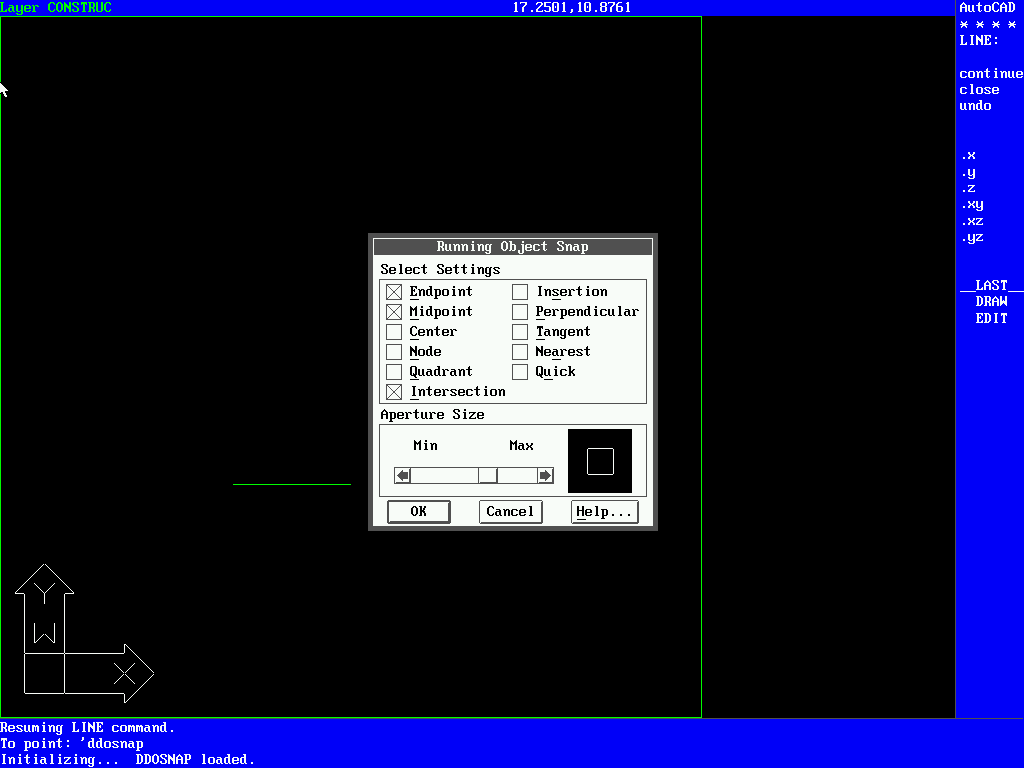 Layer CONSTRUC 17.2501,10.8761 AutoCAD
* * * *
LINE:
continue
close
undo
.x
.y
.z
.xy
.xz
.yz
__LAST__
DRAW
EDIT
Running Object Snap
Select Settings
Endpoint Insertion
Midpoint Perpendicular
Center Tangent
Node Nearest
Quadrant Quick
Intersection
Aperture Size
Min Max
OK Cancel Help...
Y
W
X
Resuming LINE command.
To point: 'ddosnap
Initializing... DDOSNAP loaded.